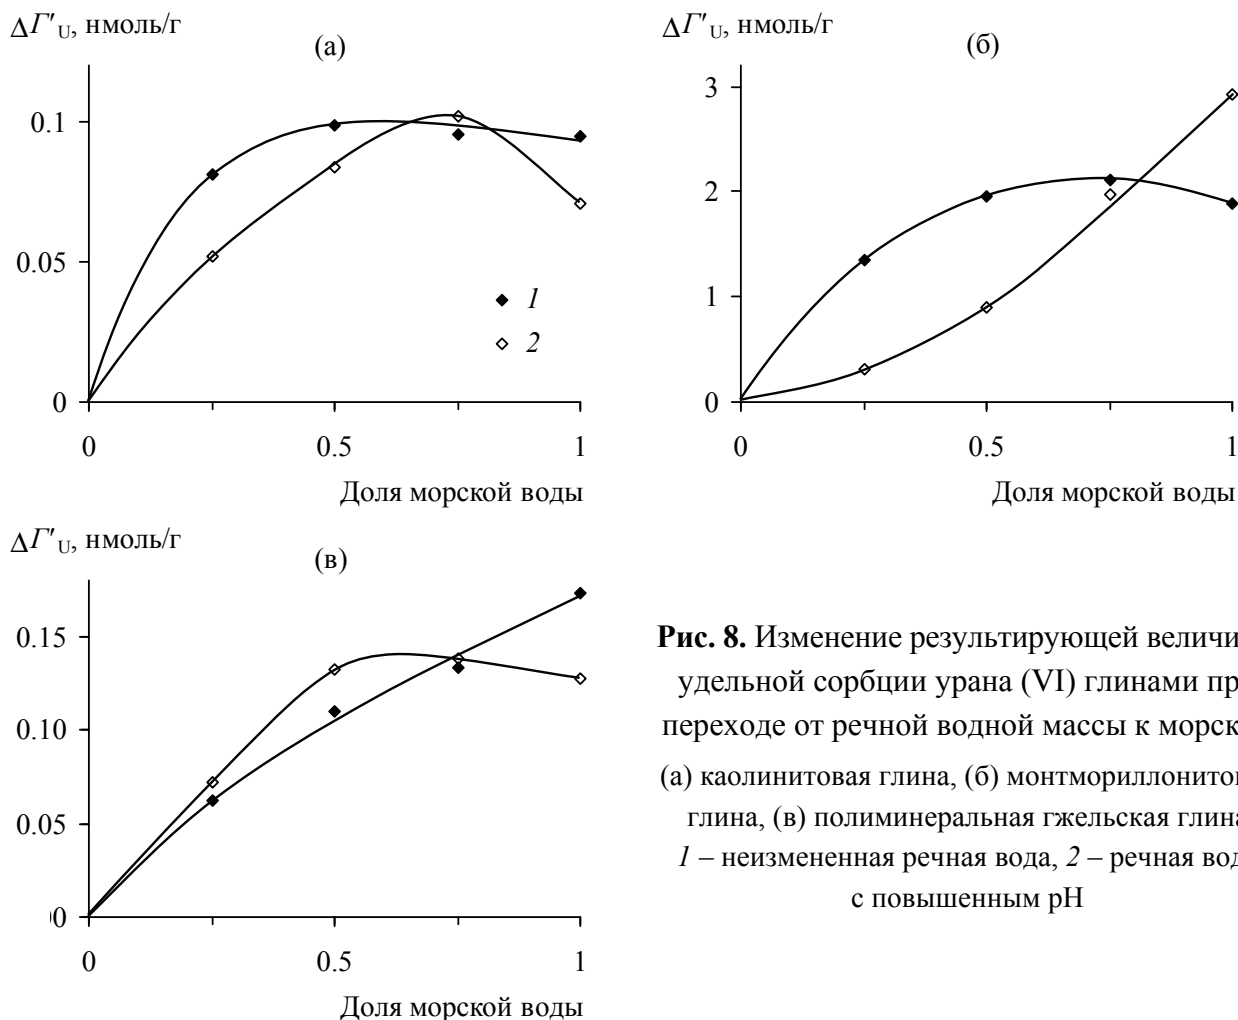 ΔΓ′U, нмоль/г
(а)
0.1
0.05
0
0
0.5
1
1
2
Доля морской воды
ΔΓ′U, нмоль/г
(б)
3
2
1
0
0
0.5
1
Доля морской воды
ΔΓ′U, нмоль/г
(в)
0.15
0.10
0.05
0
0.5
1
Доля морской воды
Рис. 8. Изменение результирующей величи
удельной сорбции урана (VI) глинами пр
переходе от речной водной массы к морск
(а) каолинитовая глина, (б) монтмориллонитов
глина, (в) полиминеральная гжельская глина
1 – неизмененная речная вода, 2 – речная вод
с повышенным рН